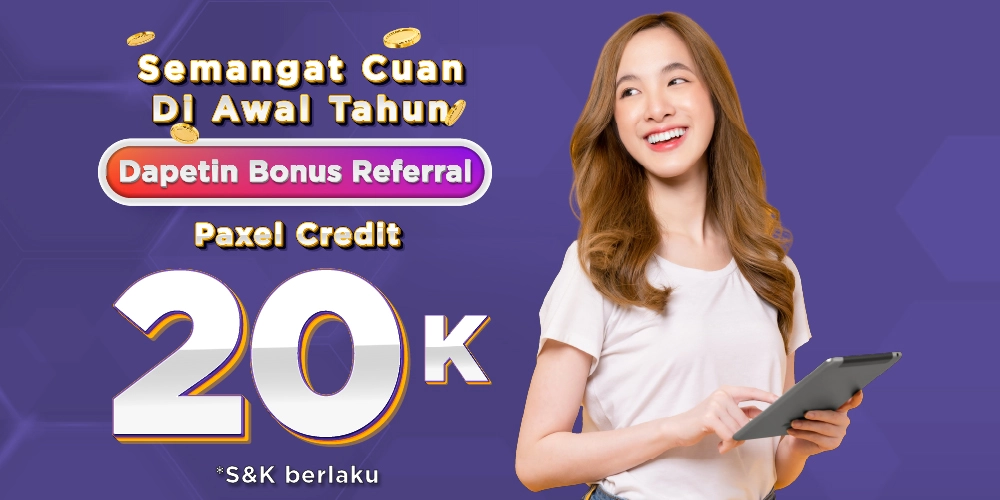 Semangat Cuan
Di Awal Tahun
Dapetin Bonus Referral
Paxel Credit
20K
*S&K berlaku